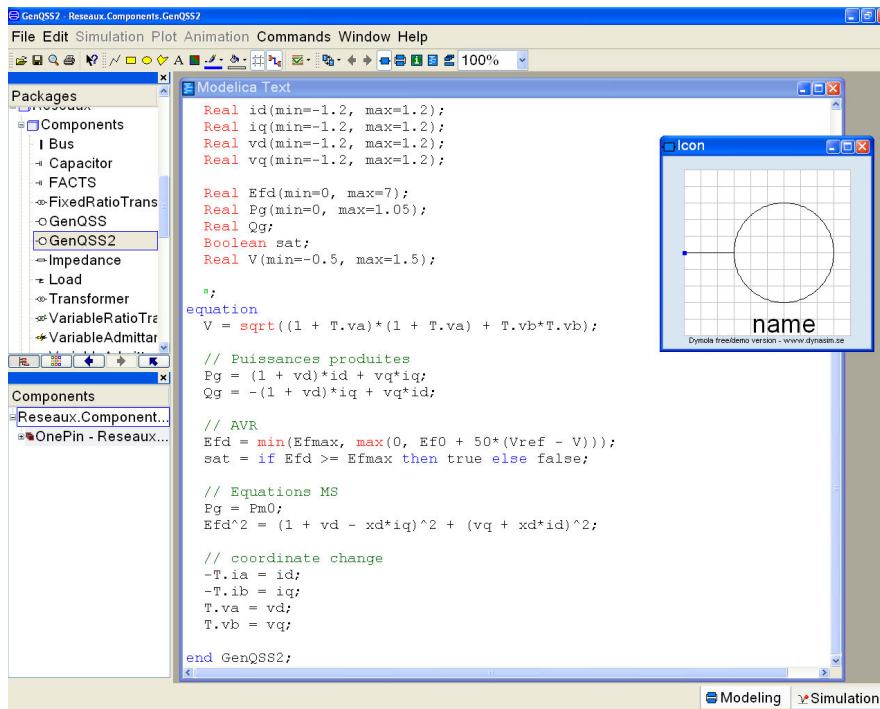 GenQSS2 - Reseaux.Components.GenQSS2
File Edit Simulation Plot Animation Commands Window Help
A 100%
Packages
Components
Bus
Capacitor
FACTS
FixedRatioTrans
GenQSS
GenQSS2
Impedance
Load
Transformer
VariableRatioTra
VariableAdmittar
Components
Reseaux.Component...
OnePin - Reseaux...
Modelica Text
Real id(min=-1.2, max=1.2);
Real iq(min=-1.2, max=1.2);
Real vd(min=-1.2, max=1.2);
Real vq(min=-1.2, max=1.2);
Real Efd(min=0, max=7);
Real Pg(min=0, max=1.05);
Real Qg;
Boolean sat;
Real V(min=-0.5, max=1.5);
;
equation
V = sqrt((1 + T.va)*(1 + T.va) + T.vb*T.vb);
// Puissances produites
Pg = (1 + vd)*id + vq*iq;
Qg = -(1 + vd)*iq + vq*id;
// AVR
Efd = min(Efmax, max(0, Ef0 + 50*(Vref - V)));
sat = if Efd >= Efmax then true else false;
// Equations MS
Pg = Pm0;
Efd^2 = (1 + vd - xd*iq)^2 + (vq + xd*id)^2;
// coordinate change
-T.ia = id;
-T.ib = iq;
T.va = vd;
T.vb = vq;
end GenQSS2;
Icon
name
Dymola free/demo version - www.dynasim.se
Modeling Simulation